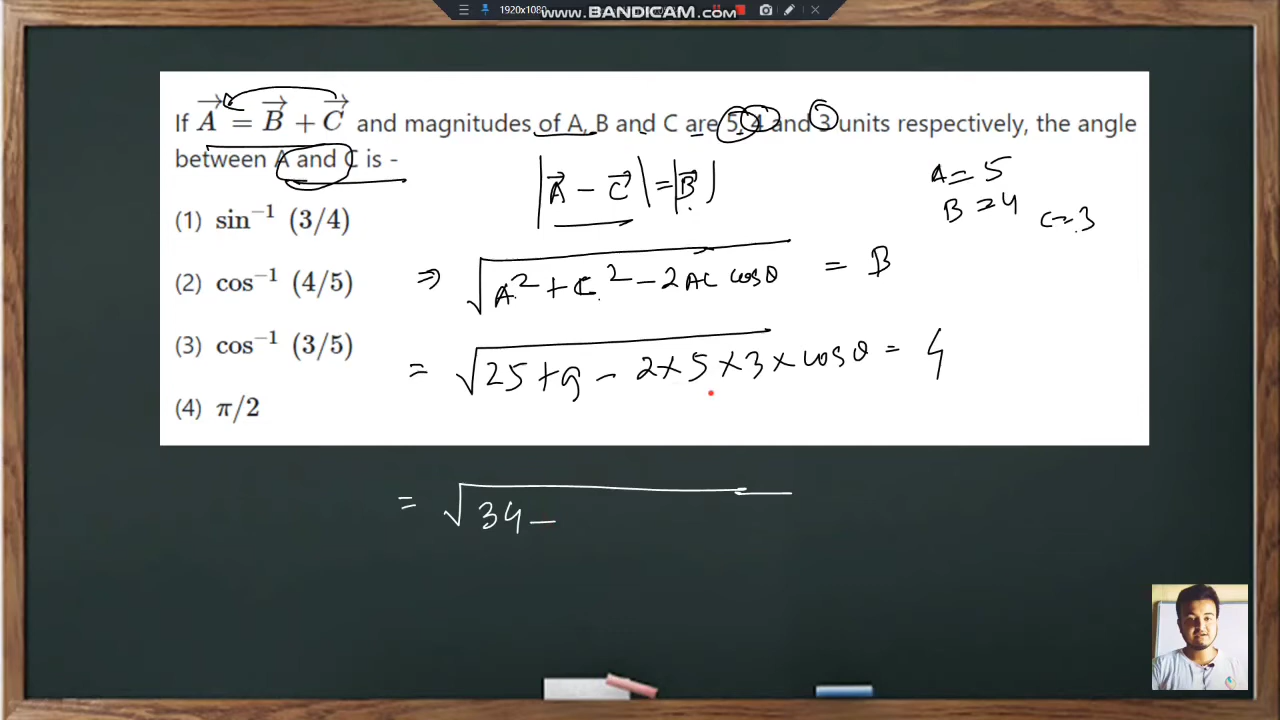 1920x1080
www.BANDICAM.com
If A⃗ = B⃗ + C⃗ and magnitudes of A, B and C are 5, 4 and 3 units respectively, the angle
between A and C is -
(1) sin⁻¹ (3/4)
(2) cos⁻¹ (4/5)
(3) cos⁻¹ (3/5)
(4) π/2
|A⃗ − C⃗| = |B⃗|
A = 5
B = 4
C = 3
⇒ √(A² + C² − 2AC cosθ) = B
= √(25 + 9 − 2×5×3×cosθ) = 4
= √34 −